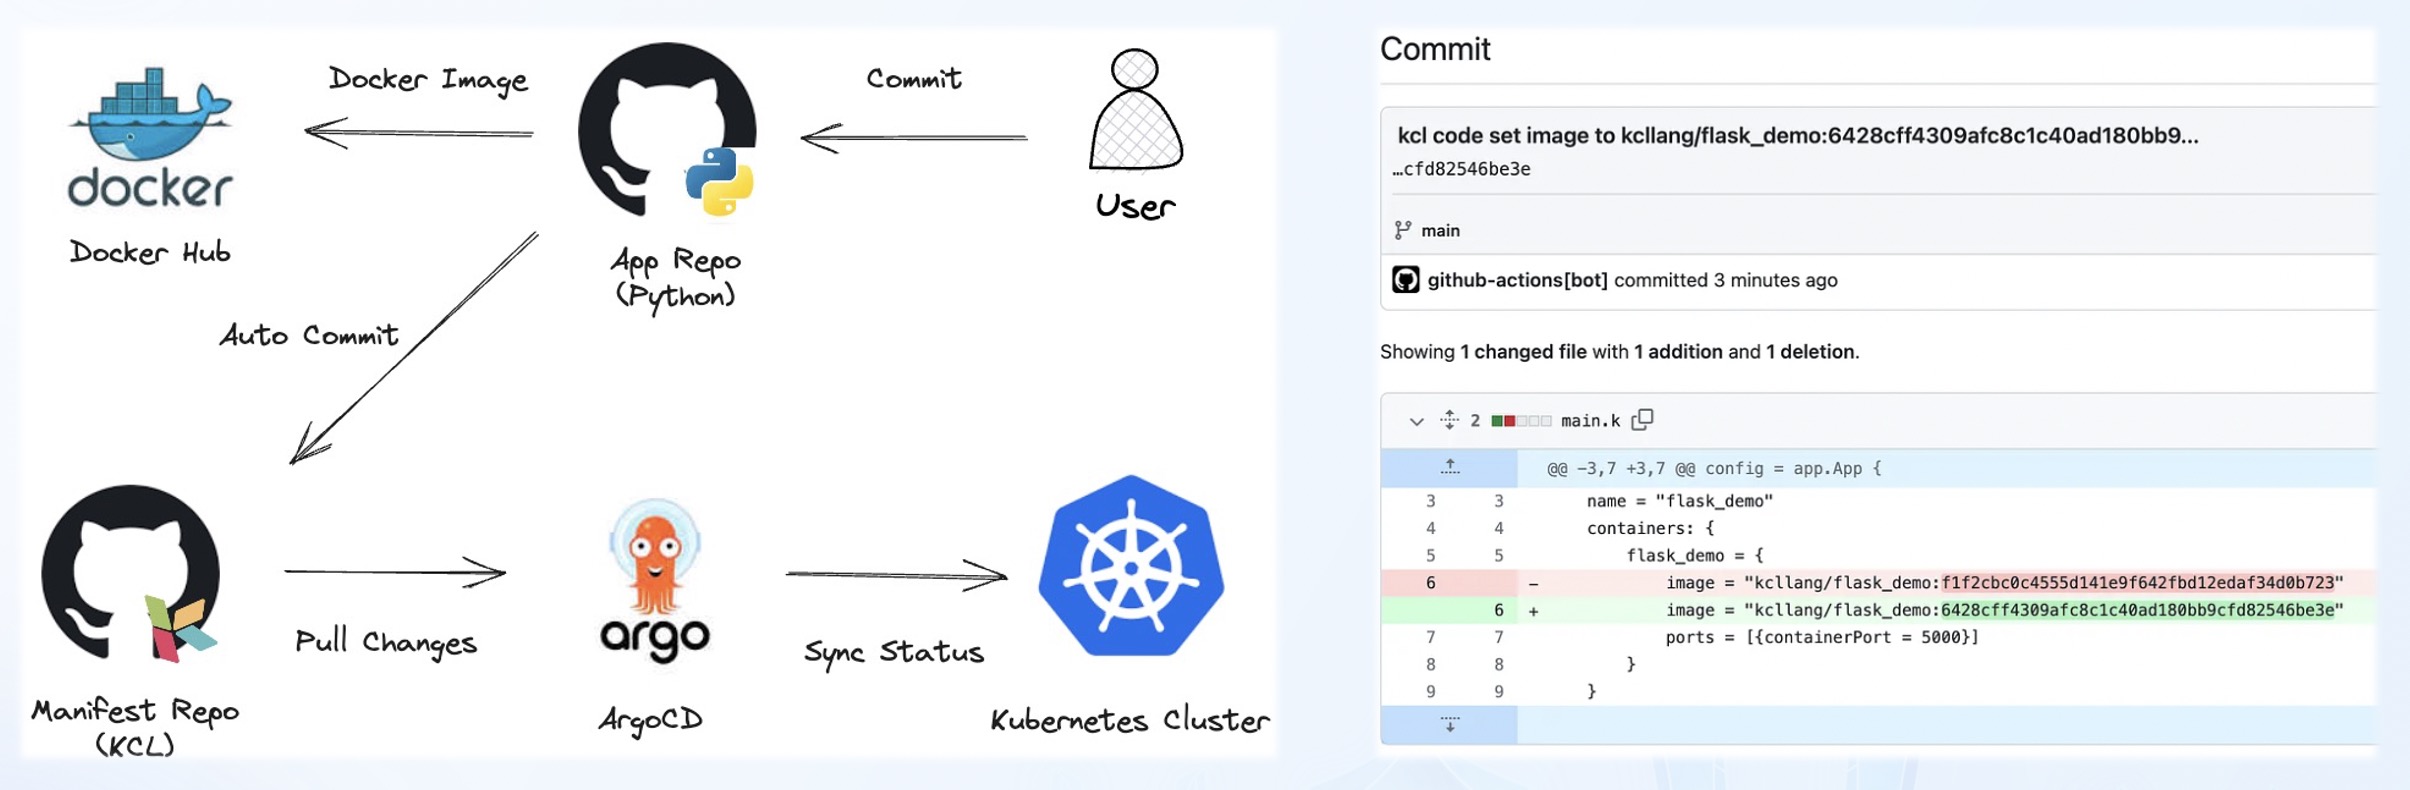 Docker Image
Commit
docker
Docker Hub
App Repo
(Python)
User
Auto Commit
Pull Changes
argo
Sync Status
Manifest Repo
(KCL)
ArgoCD
Kubernetes Cluster
Commit
kcl code set image to kcllang/flask_demo:6428cff4309afc8c1c40ad180bb9...
…cfd82546be3e
main
github-actions[bot] committed 3 minutes ago
Showing 1 changed file with 1 addition and 1 deletion.
2 main.k
@@ -3,7 +3,7 @@ config = app.App {
3 3 name = "flask_demo"
4 4 containers: {
5 5 flask_demo = {
6 - image = "kcllang/flask_demo:f1f2cbc0c4555d141e9f642fbd12edaf34d0b723"
6 + image = "kcllang/flask_demo:6428cff4309afc8c1c40ad180bb9cfd82546be3e"
7 7 ports = [{containerPort = 5000}]
8 8 }
9 9 }